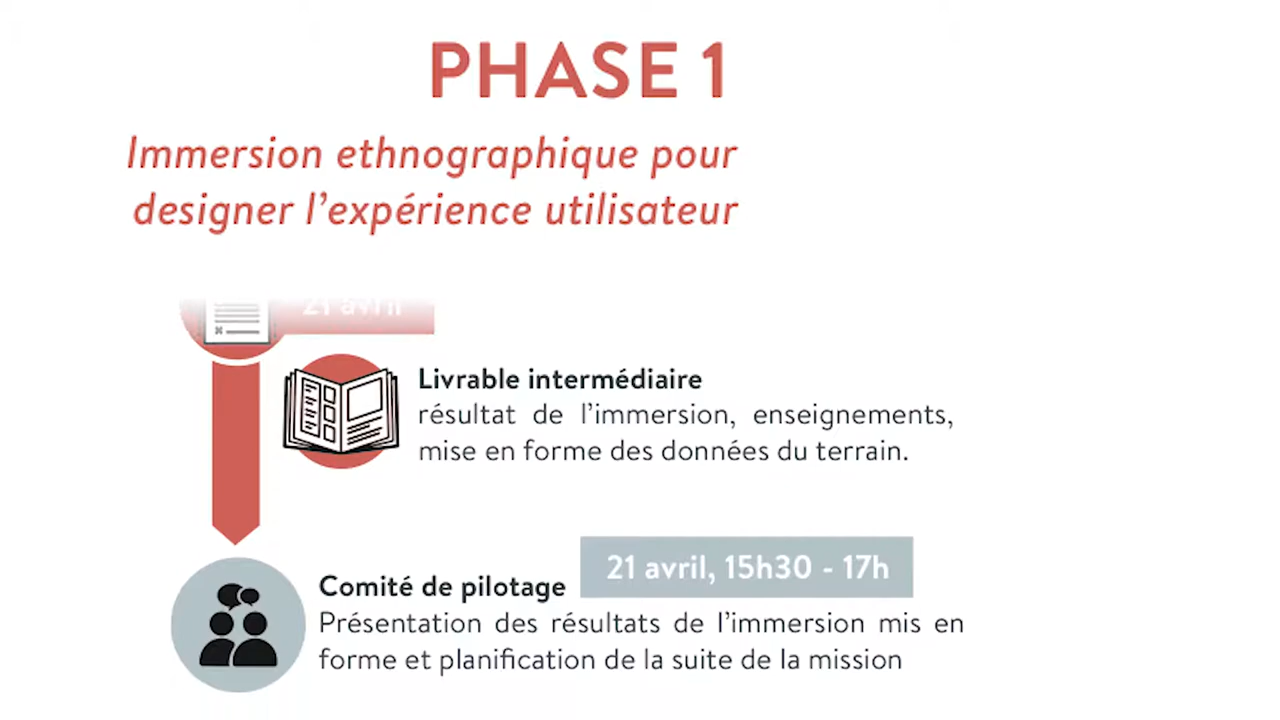 PHASE 1
Immersion ethnographique pour
designer l’expérience utilisateur
21 avril
Livrable intermédiaire
résultat de l’immersion, enseignements,
mise en forme des données du terrain.
21 avril, 15h30 - 17h
Comité de pilotage
Présentation des résultats de l’immersion mis en
forme et planification de la suite de la mission